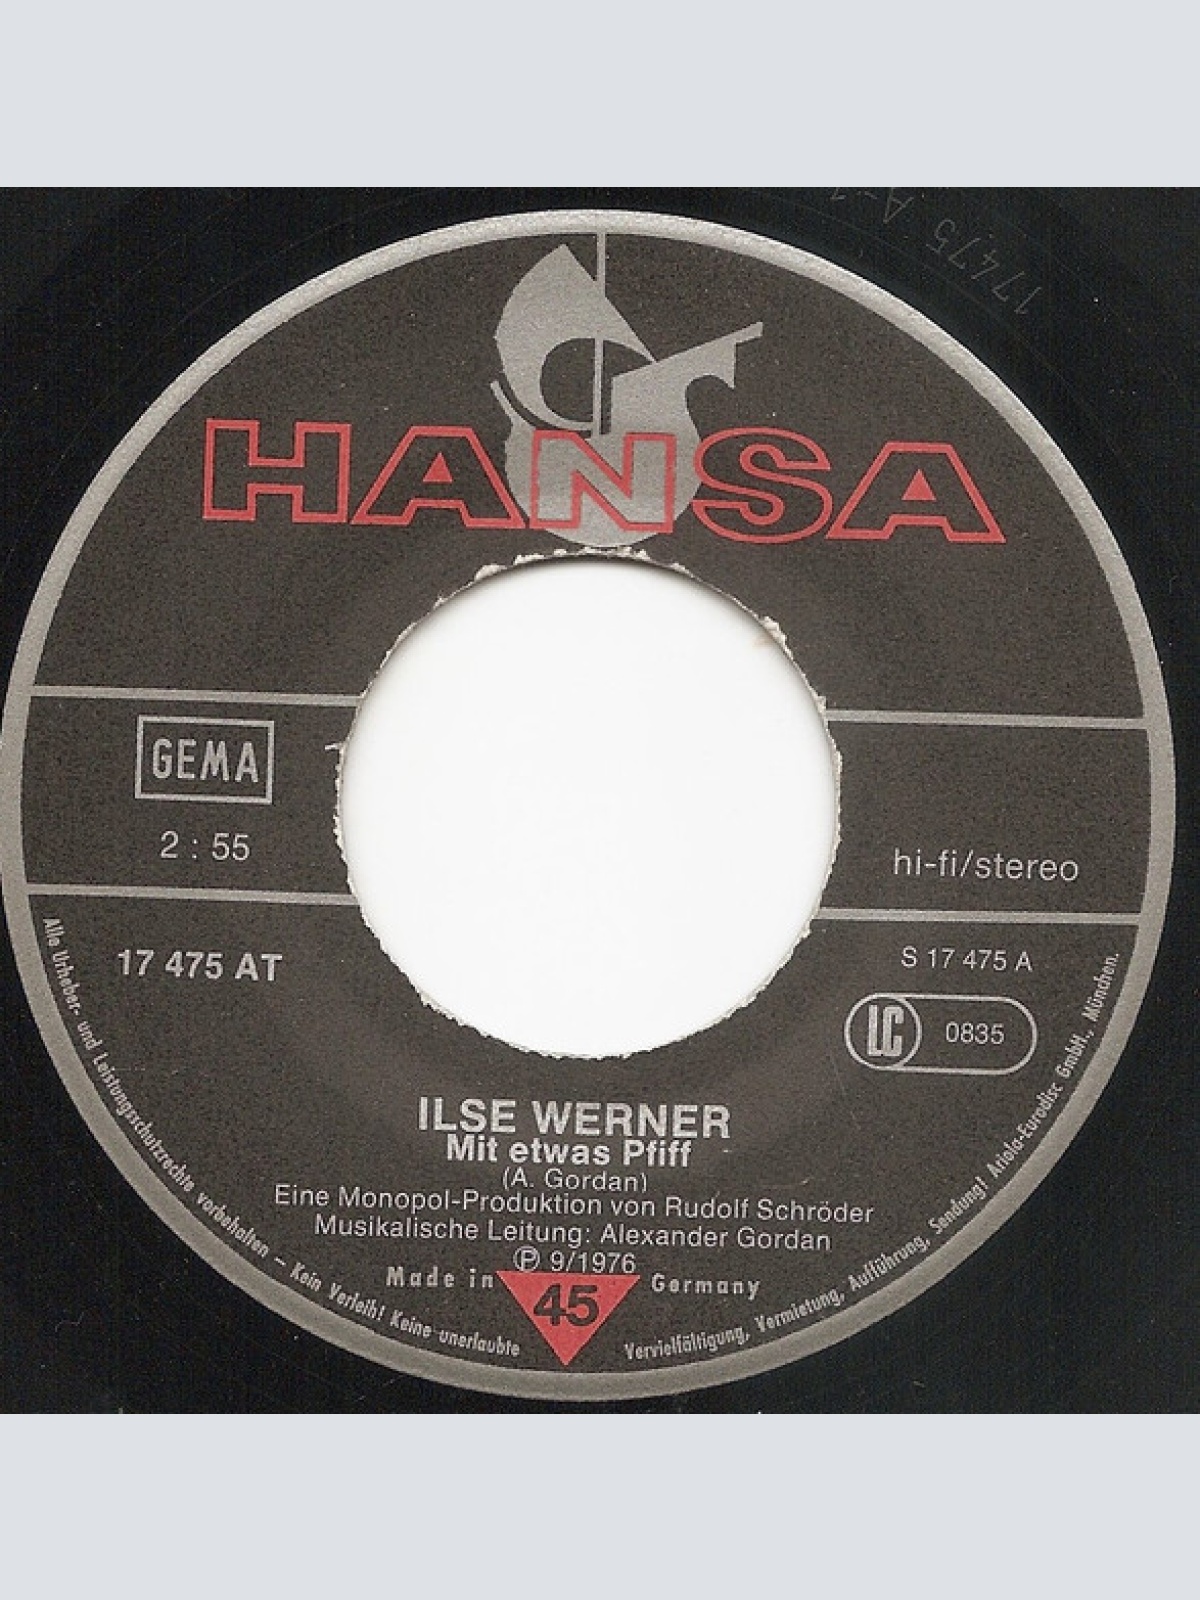 17475 A-1
HANSA
GEMA
2 : 55
hi-fi/stereo
17 475 AT
S 17 475 A
LC 0835
ILSE WERNER
Mit etwas Pfiff
(A. Gordan)
Eine Monopol-Produktion von Rudolf Schröder
Musikalische Leitung: Alexander Gordan
Ⓟ 9/1976
Made in Germany
45
Alle Urheber- und Leistungsschutzrechte vorbehalten – Kein Verleih! Keine unerlaubte Vervielfältigung, Vermietung, Aufführung, Sendung! Ariola-Eurodisc GmbH., München.